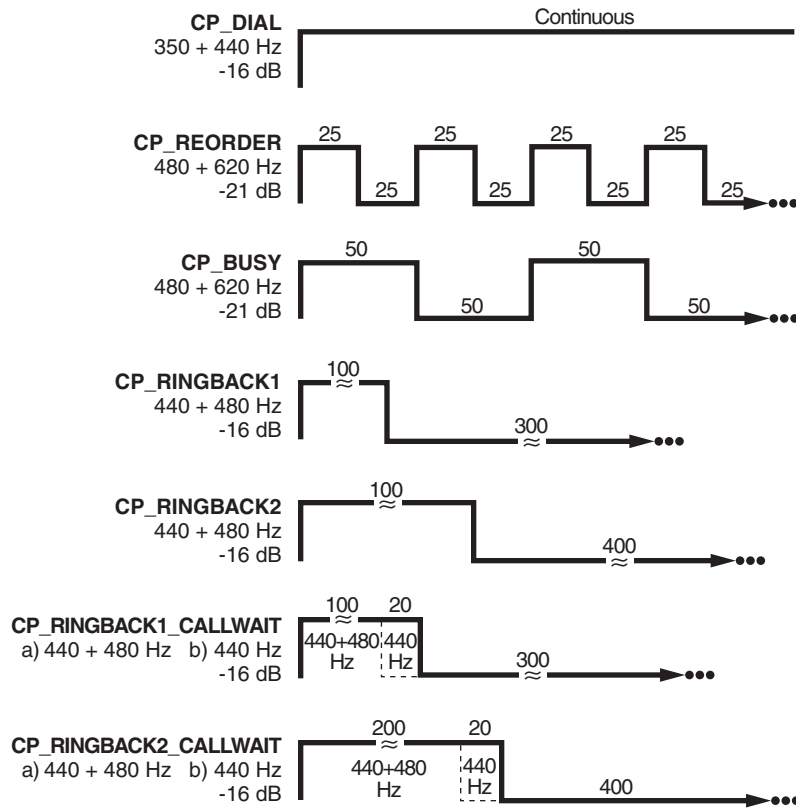 Continuous
CP_DIAL
350 + 440 Hz
-16 dB
25 25 25 25
CP_REORDER
480 + 620 Hz
-21 dB
25 25 25 25
50 50
CP_BUSY
480 + 620 Hz
-21 dB
50 50
100
CP_RINGBACK1
440 + 480 Hz
-16 dB
300
100
CP_RINGBACK2
440 + 480 Hz
-16 dB
400
100 20
CP_RINGBACK1_CALLWAIT
a) 440 + 480 Hz b) 440 Hz
-16 dB
440+480 440
Hz Hz
300
200 20
CP_RINGBACK2_CALLWAIT
a) 440 + 480 Hz b) 440 Hz
-16 dB
440+480 440
Hz Hz
400